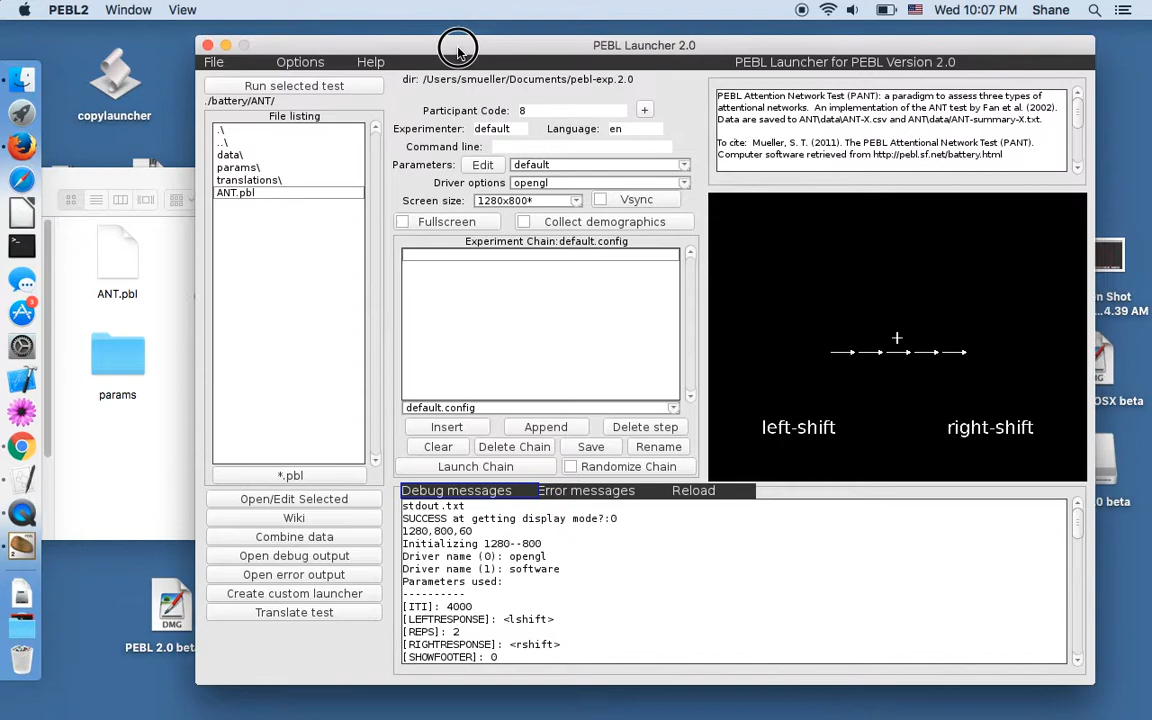 PEBL2 Window View
Wed 10:07 PM Shane
PEBL Launcher 2.0
File Options Help
PEBL Launcher for PEBL Version 2.0
copylauncher
ANT.pbl
params
PEBL 2.0 beta
n Shot
...4.39 AM
OSX beta
0 beta
DMG
3
Run selected test
./battery/ANT/
File listing
.\
..\
data\
params\
translations\
ANT.pbl
*.pbl
Open/Edit Selected
Wiki
Combine data
Open debug output
Open error output
Create custom launcher
Translate test
dir: /Users/smueller/Documents/pebl-exp.2.0
Participant Code: 8 +
Experimenter: default Language: en
Command line:
Parameters: Edit default
Driver options opengl
Screen size: 1280x800* Vsync
Fullscreen Collect demographics
Experiment Chain:default.config
default.config
Insert Append Delete step
Clear Delete Chain Save Rename
Launch Chain Randomize Chain
PEBL Attention Network Test (PANT): a paradigm to assess three types of
attentional networks. An implementation of the ANT test by Fan et al. (2002).
Data are saved to ANT\data\ANT-X.csv and ANT\data/ANT-summary-X.txt.
To cite: Mueller, S. T. (2011). The PEBL Attentional Network Test (PANT).
Computer software retrieved from http://pebl.sf.net/battery.html
+
left-shift right-shift
Debug messages Error messages Reload
stdout.txt
SUCCESS at getting display mode?:0
1280,800,60
Initializing 1280--800
Driver name (0): opengl
Driver name (1): software
Parameters used:
----------
[ITI]: 4000
[LEFTRESPONSE]: <lshift>
[REPS]: 2
[RIGHTRESPONSE]: <rshift>
[SHOWFOOTER]: 0